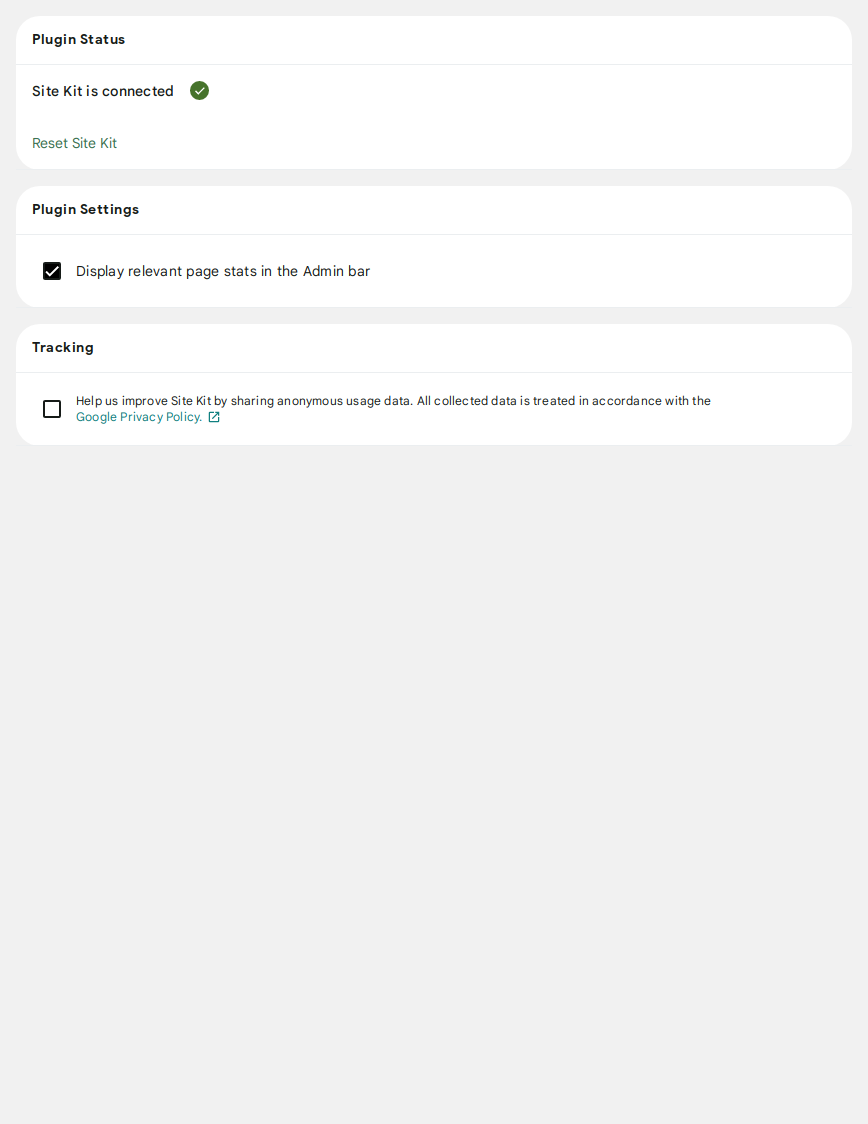 Plugin Status
Site Kit is connected
Reset Site Kit
Plugin Settings
Display relevant page stats in the Admin bar
Tracking
Help us improve Site Kit by sharing anonymous usage data. All collected data is treated in accordance with the
Google Privacy Policy.